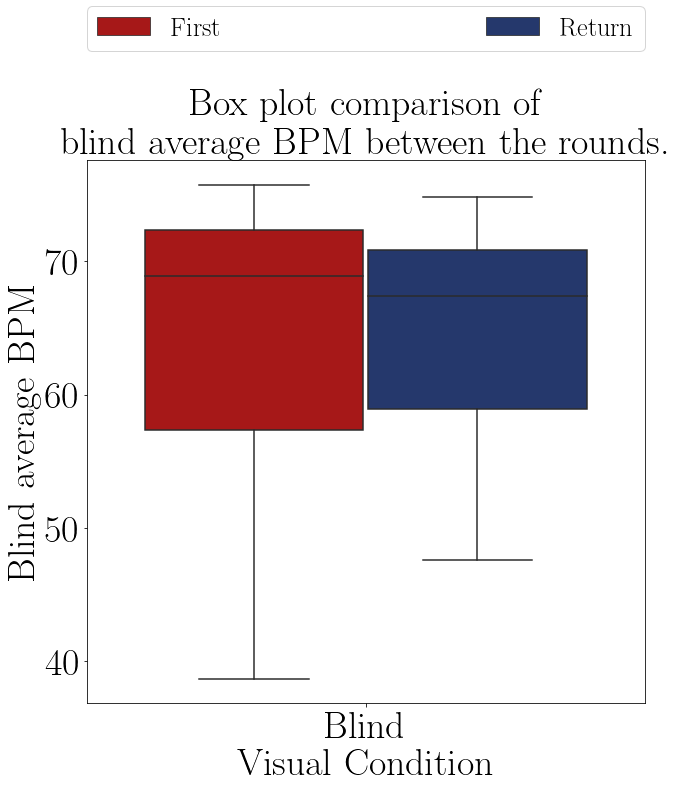 First
Return
Box plot comparison of
blind average BPM between the rounds.
Blind average BPM
70
60
50
40
Blind
Visual Condition